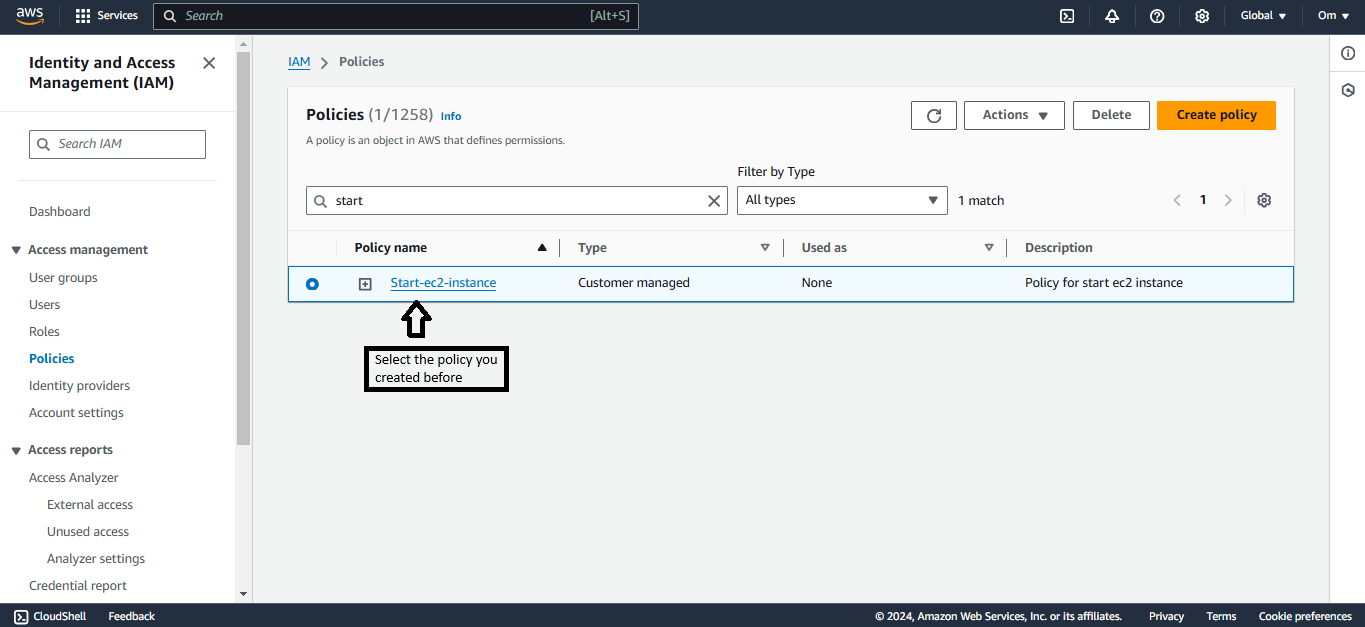 aws
Services
Search
[Alt+S]
Global
Om
Identity and Access
Management (IAM)
Search IAM
Dashboard
Access management
User groups
Users
Roles
Policies
Identity providers
Account settings
Access reports
Access Analyzer
External access
Unused access
Analyzer settings
Credential report
IAM
Policies
Policies (1/1258) Info
A policy is an object in AWS that defines permissions.
Actions
Delete
Create policy
Filter by Type
start
All types
1 match
1
Policy name
Type
Used as
Description
Start-ec2-instance
Customer managed
None
Policy for start ec2 instance
Select the policy you
created before
CloudShell
Feedback
© 2024, Amazon Web Services, Inc. or its affiliates.
Privacy
Terms
Cookie preferences